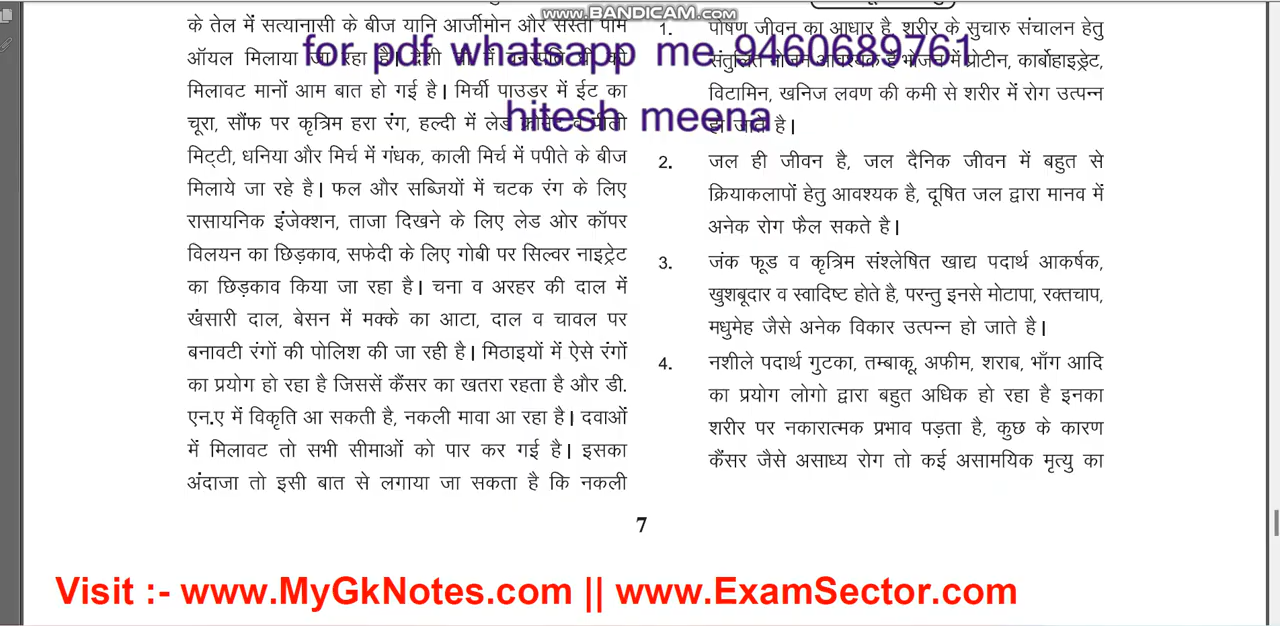 www.BANDICAM.com
के तेल में सत्यानासी के बीज यानि आर्जीमोन और सस्ता पाम
ऑयल मिलाया जा रहा है। देशी घी में वनस्पति घी की
मिलावट मानों आम बात हो गई है। मिर्ची पाउडर में ईट का
चूरा, सौंफ पर कृत्रिम हरा रंग, हल्दी में लेड क्रोमेट व पीली
मिट्टी, धनिया और मिर्च में गंधक, काली मिर्च में पपीते के बीज
मिलाये जा रहे है। फल और सब्जियों में चटक रंग के लिए
रासायनिक इंजेक्शन, ताजा दिखने के लिए लेड ओर कॉपर
विलयन का छिड़काव, सफेदी के लिए गोबी पर सिल्वर नाइट्रेट
का छिड़काव किया जा रहा है। चना व अरहर की दाल में
खंसारी दाल, बेसन में मक्के का आटा, दाल व चावल पर
बनावटी रंगों की पोलिश की जा रही है। मिठाइयों में ऐसे रंगों
का प्रयोग हो रहा है जिससें कैंसर का खतरा रहता है और डी.
एन.ए में विकृति आ सकती है, नकली मावा आ रहा है। दवाओं
में मिलावट तो सभी सीमाओं को पार कर गई है। इसका
अंदाजा तो इसी बात से लगाया जा सकता है कि नकली
1. पोषण जीवन का आधार है, शरीर के सुचारु संचालन हेतु
संतुलित भोजन आवश्यक है भोजन में प्रोटीन, कार्बोहाइड्रेट,
विटामिन, खनिज लवण की कमी से शरीर में रोग उत्पन्न
हो जाते है।
2. जल ही जीवन है, जल दैनिक जीवन में बहुत से
क्रियाकलापों हेतु आवश्यक है, दूषित जल द्वारा मानव में
अनेक रोग फैल सकते है।
3. जंक फूड व कृत्रिम संश्लेषित खाद्य पदार्थ आकर्षक,
खुशबूदार व स्वादिष्ट होते है, परन्तु इनसे मोटापा, रक्तचाप,
मधुमेह जैसे अनेक विकार उत्पन्न हो जाते है।
4. नशीले पदार्थ गुटका, तम्बाकू, अफीम, शराब, भाँग आदि
का प्रयोग लोगो द्वारा बहुत अधिक हो रहा है इनका
शरीर पर नकारात्मक प्रभाव पड़ता है, कुछ के कारण
कैंसर जैसे असाध्य रोग तो कई असामयिक मृत्यु का
for pdf whatsapp me 9460689761
hitesh meena
7
Visit :- www.MyGkNotes.com || www.ExamSector.com